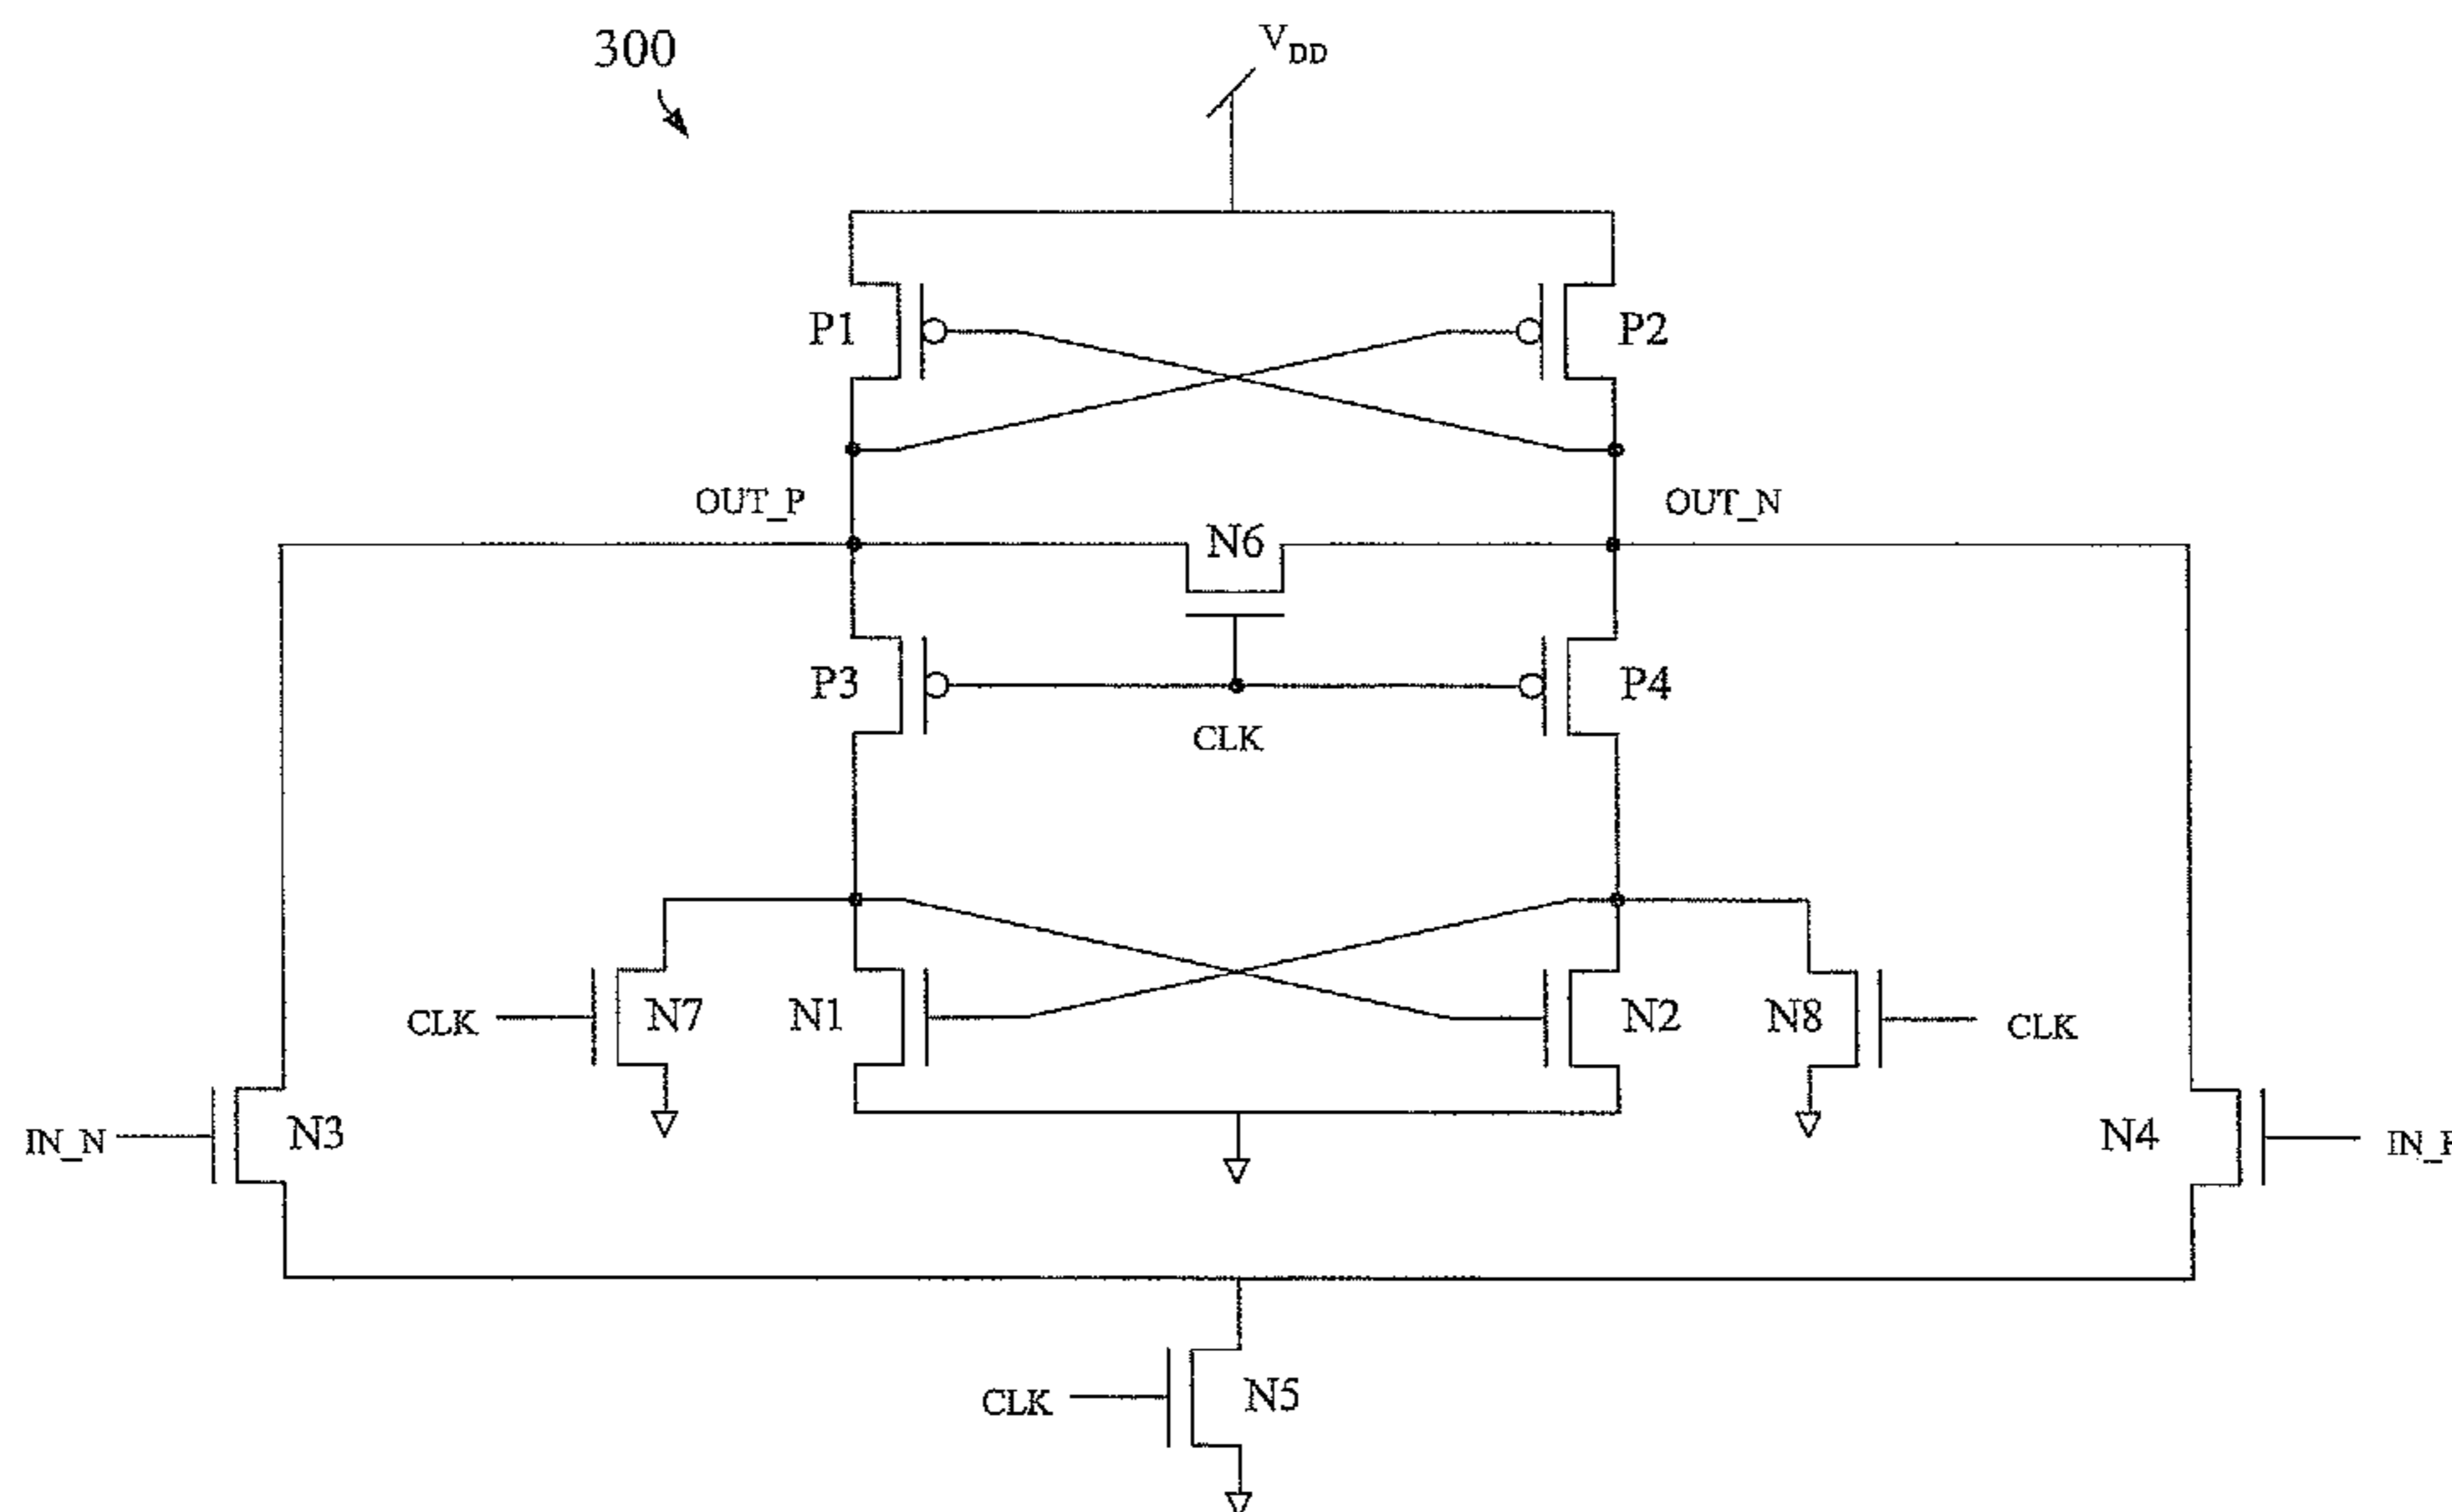 300
VDD
P1
P2
OUT_P
OUT_N
N6
P3
P4
CLK
CLK
N7
N1
N2
N8
CLK
IN_N
N3
N4
CLK
N5